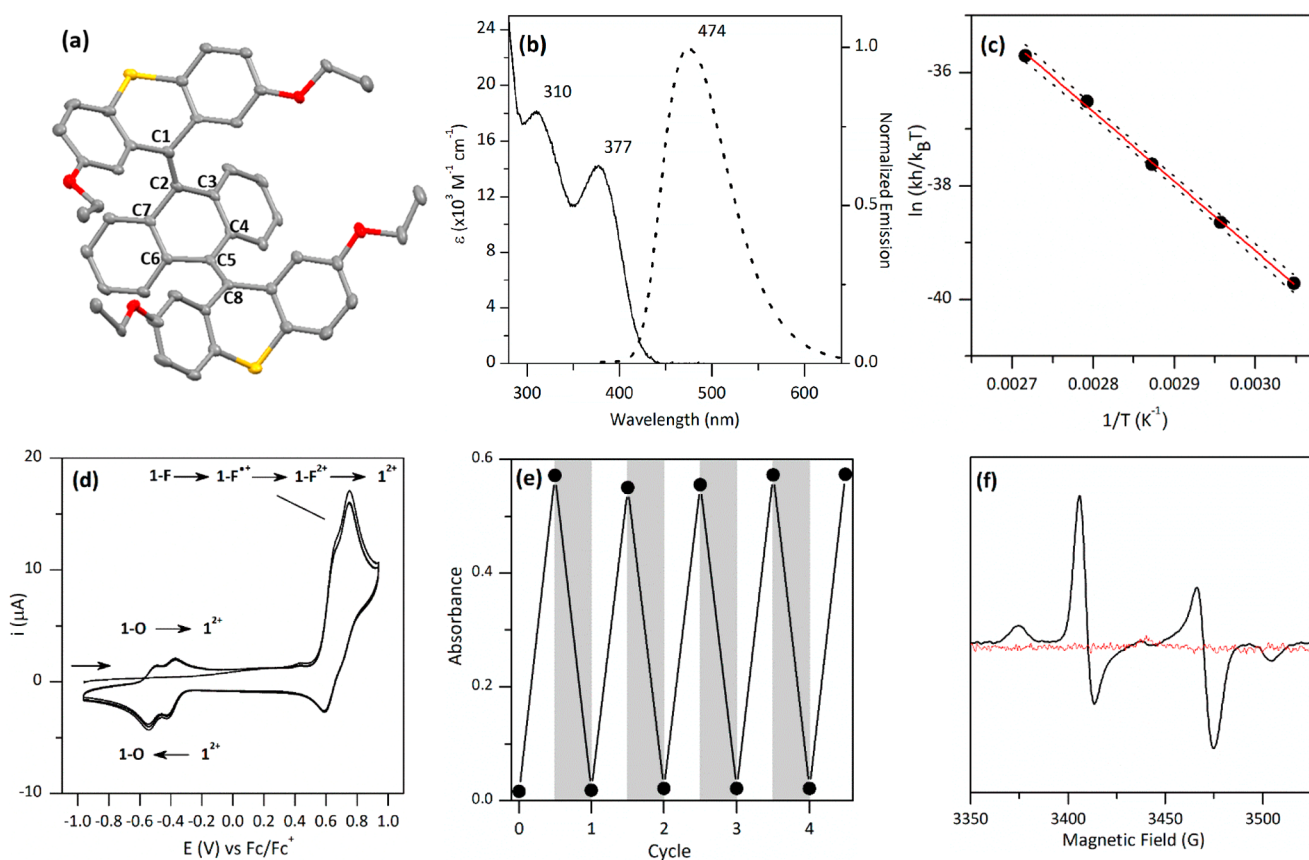 (a)
C1
C2
C3
C7
C4
C6
C5
C8
(b)
474
310
377
24
20
16
12
8
4
0
ε (x10³ M⁻¹ cm⁻¹)
1.0
0.5
0.0
Normalized Emission
300 400 500 600
Wavelength (nm)
(c)
-36
-38
-40
ln (kh/k_BT)
0.0027 0.0028 0.0029 0.0030
1/T (K⁻¹)
(d)
1-F → 1-F•⁺ → 1-F²⁺ → 1²⁺
1-O → 1²⁺
1-O ← 1²⁺
20
10
0
-10
i (μA)
-1.0 -0.8 -0.6 -0.4 -0.2 0.0 0.2 0.4 0.6 0.8 1.0
E (V) vs Fc/Fc⁺
(e)
0.6
0.4
0.2
0.0
Absorbance
0 1 2 3 4
Cycle
(f)
3350 3400 3450 3500
Magnetic Field (G)